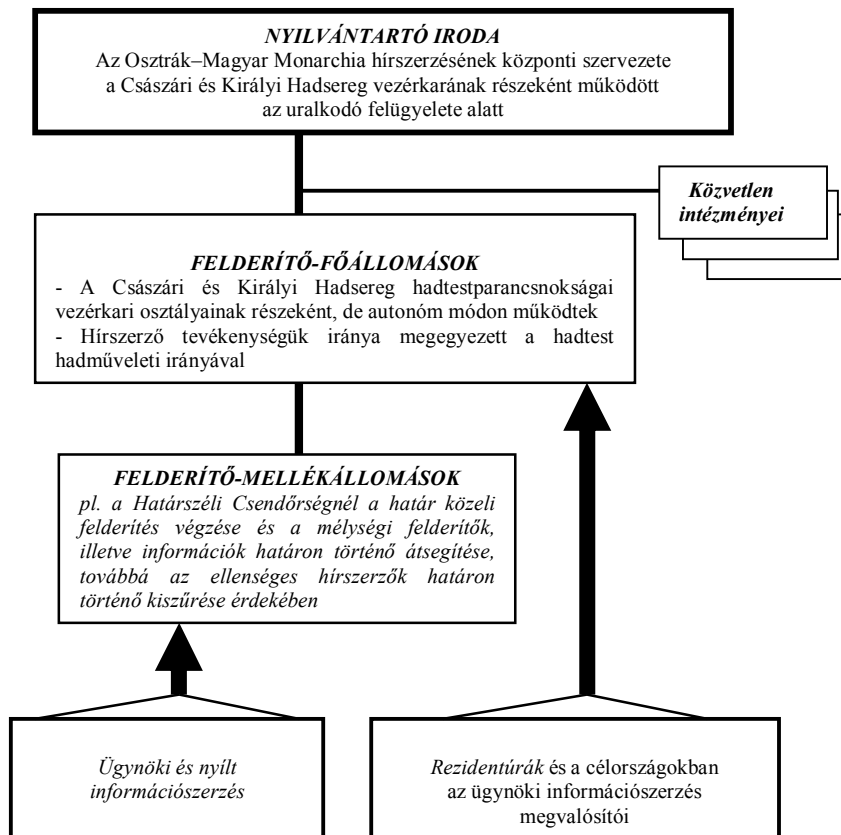 NYILVÁNTARTÓ IRODA
Az Osztrák–Magyar Monarchia hírszerzésének központi szervezete
a Császári és Királyi Hadsereg vezérkarának részeként működött
az uralkodó felügyelete alatt
Közvetlen
intézményei
FELDERÍTŐ-FŐÁLLOMÁSOK
- A Császári és Királyi Hadsereg hadtestparancsnokságai
vezérkari osztályainak részeként, de autonóm módon működtek
- Hírszerző tevékenységük iránya megegyezett a hadtest
hadműveleti irányával
FELDERÍTŐ-MELLÉKÁLLOMÁSOK
pl. a Határszéli Csendőrségnél a határ közeli
felderítés végzése és a mélységi felderítők,
illetve információk határon történő átsegítése,
továbbá az ellenséges hírszerzők határon
történő kiszűrése érdekében
Ügynöki és nyílt
információszerzés
Rezidentúrák és a célországokban
az ügynöki információszerzés
megvalósítói